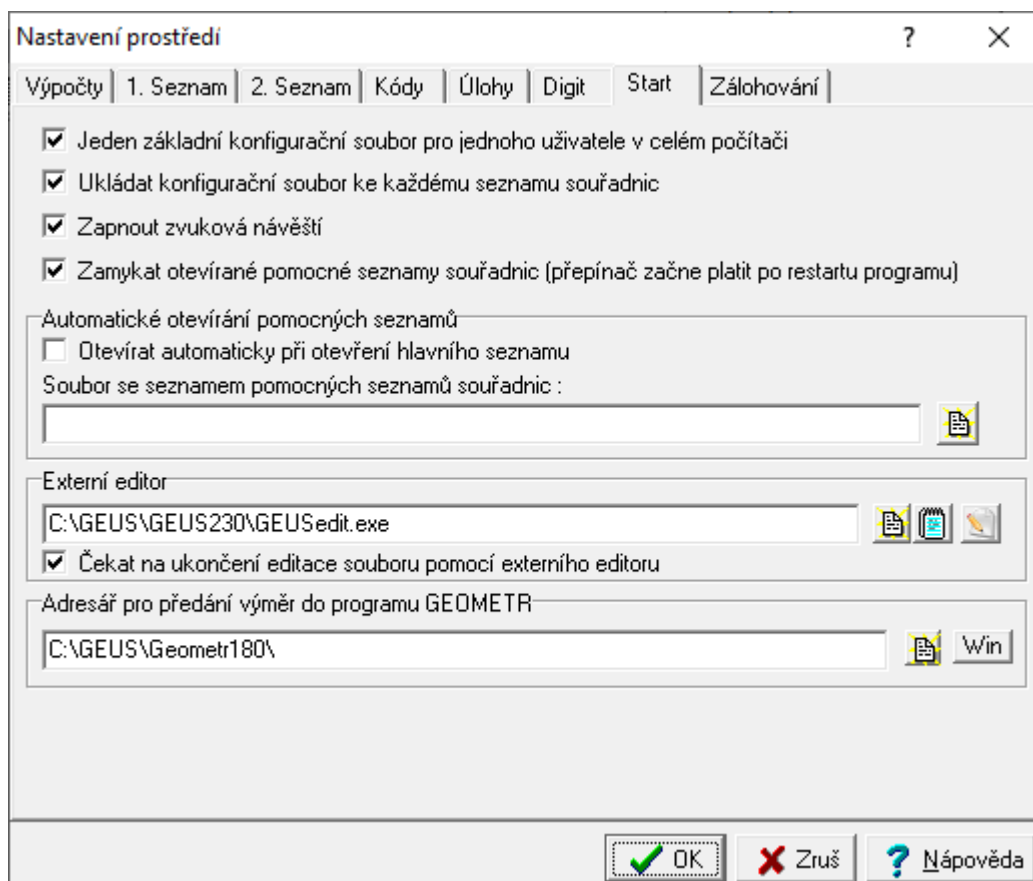 Nastavení prostředí
?
Výpočty 1. Seznam 2. Seznam Kódy Úlohy Digit Start Zálohování
Jeden základní konfigurační soubor pro jednoho uživatele v celém počítači
Ukládat konfigurační soubor ke každému seznamu souřadnic
Zapnout zvuková návěští
Zamykat otevírané pomocné seznamy souřadnic (přepínač začne platit po restartu programu)
Automatické otevírání pomocných seznamů
Otevírat automaticky při otevření hlavního seznamu
Soubor se seznamem pomocných seznamů souřadnic :
Externí editor
C:\GEUS\GEUS230\GEUSedit.exe
Čekat na ukončení editace souboru pomocí externího editoru
Adresář pro předání výměr do programu GEOMETR
C:\GEUS\Geometr180\
Win
OK Zruš ? Nápověda